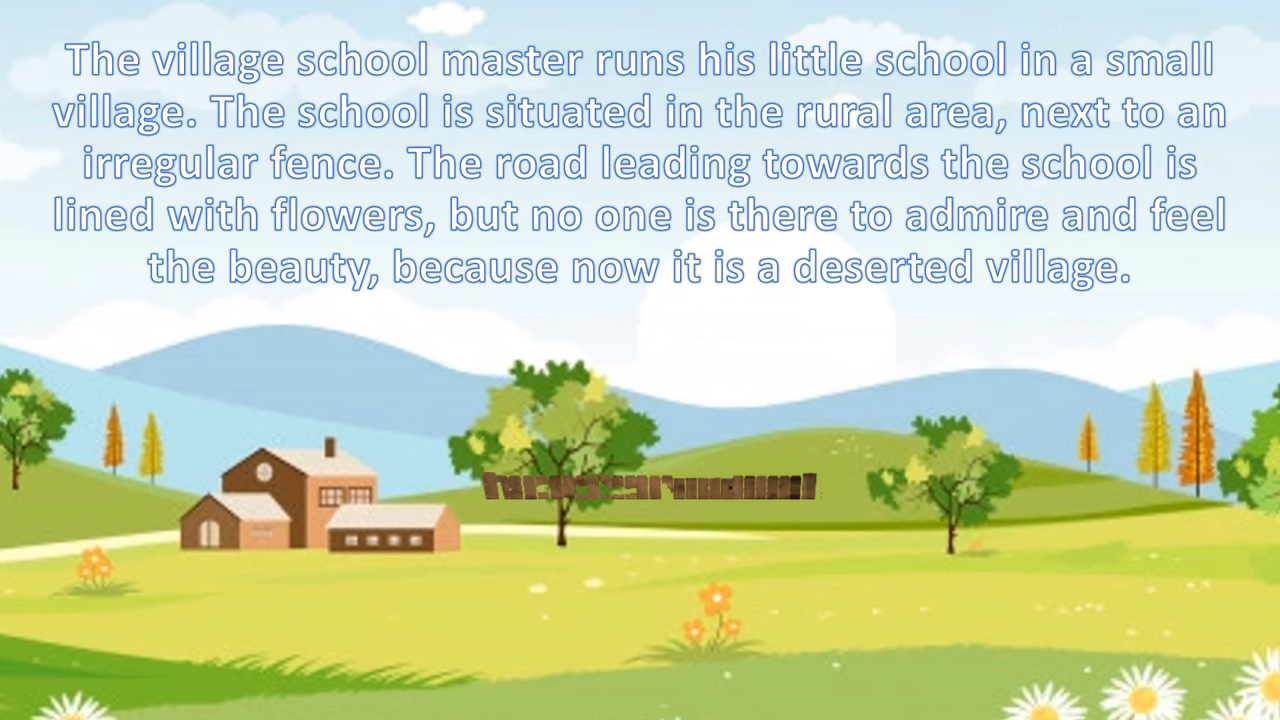 The village school master runs his little school in a small
village. The school is situated in the rural area, next to an
irregular fence. The road leading towards the school is
lined with flowers, but no one is there to admire and feel
the beauty, because now it is a deserted village.